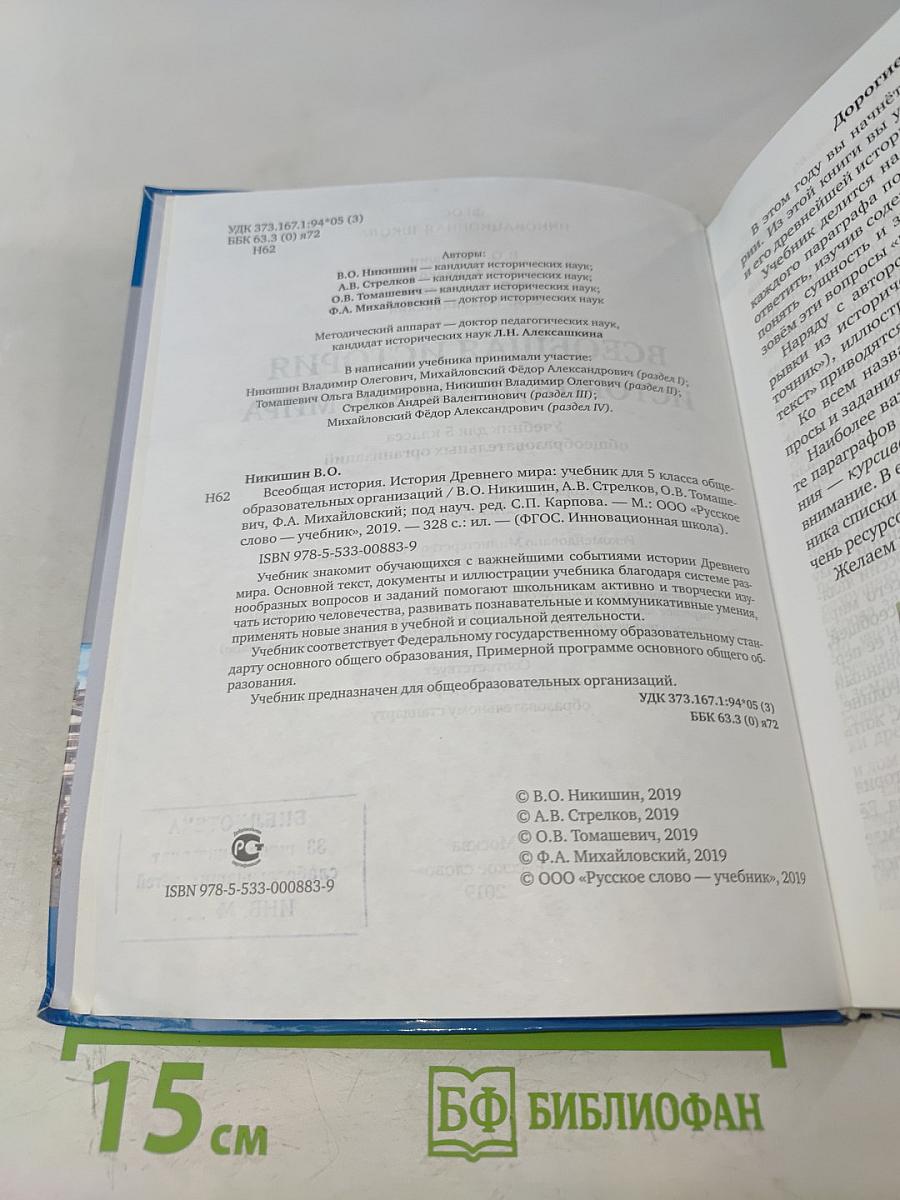 УДК 373.167.1:94*05 (3)
ББК 63.3 (0) я72
Н62
Авторы:
В.О. Никишин — кандидат исторических наук;
А.В. Стрелков — кандидат исторических наук;
О.В. Томашевич — кандидат исторических наук;
Ф.А. Михайловский — доктор исторических наук
Методический аппарат — доктор педагогических наук,
кандидат исторических наук Л.Н. Алексашкина
В написании учебника принимали участие:
Никишин Владимир Олегович, Михайловский Фёдор Александрович (раздел I);
Томашевич Ольга Владимировна, Никишин Владимир Олегович (раздел II);
Стрелков Андрей Валентинович (раздел III);
Михайловский Фёдор Александрович (раздел IV).
Никишин В.О.
Н62 Всеобщая история. История Древнего мира: учебник для 5 класса обще-
образовательных организаций / В.О. Никишин, А.В. Стрелков, О.В. Томаше-
вич, Ф.А. Михайловский; под науч. ред. С.П. Карпова. — М.: ООО «Русское
слово — учебник», 2019. — 328 с.: ил. — (ФГОС. Инновационная школа).
ISBN 978-5-533-00883-9
Учебник знакомит обучающихся с важнейшими событиями истории Древнего
мира. Основной текст, документы и иллюстрации учебника благодаря системе раз-
нообразных вопросов и заданий помогают школьникам активно и творчески изу-
чать историю человечества, развивать познавательные и коммуникативные умения,
применять новые знания в учебной и социальной деятельности.
Учебник соответствует Федеральному государственному образовательному стан-
дарту основного общего образования, Примерной программе основного общего об-
разования.
Учебник предназначен для общеобразовательных организаций.
УДК 373.167.1:94*05 (3)
ББК 63.3 (0) я72
© В.О. Никишин, 2019
© А.В. Стрелков, 2019
© О.В. Томашевич, 2019
© Ф.А. Михайловский, 2019
© ООО «Русское слово — учебник», 2019
ISBN 978-5-533-000883-9
Дорогие
В этом году вы начнёт
рии. Из этой книги вы у
и его древнейшей истори
Учебник делится на
каждого параграфа по
ответить, изучив соде
понять сущность и з
зовём эти вопросы «
Наряду с авторс
рывки из историче
точник»), иллюстр
текст» приводятся
Ко всем назва
просы и задания
Наиболее ваз
те параграфов
ния — курсиво
внимание. В е
ника списки
чень ресурсо
Желаем
15 см
БФ БИБЛИОФАН